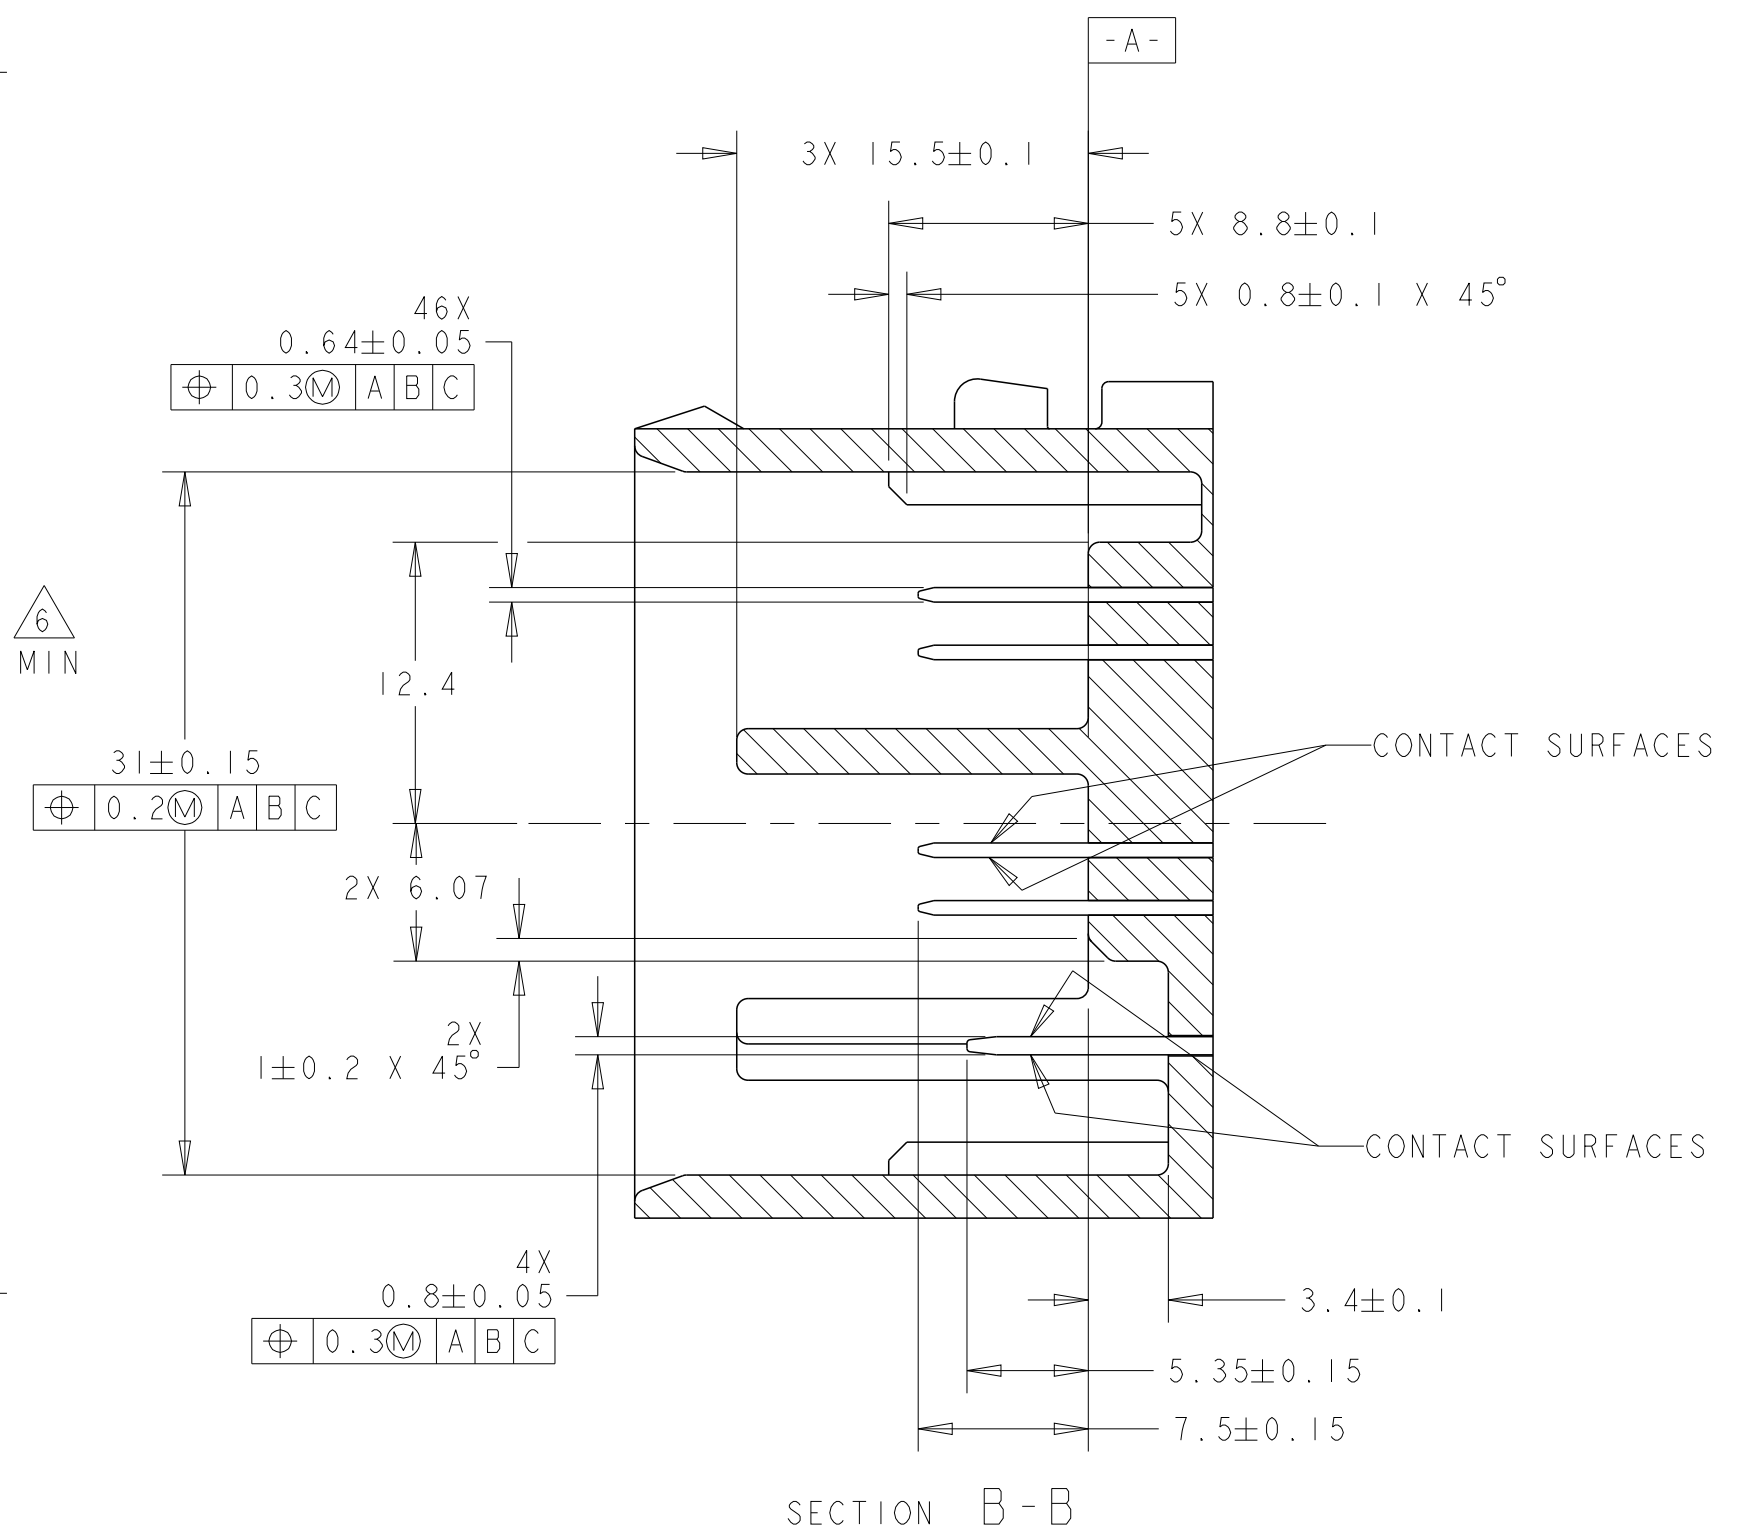 -A-
3X 15.5±0.1
5X 8.8±0.1
5X 0.8±0.1 X 45°
46X
0.64±0.05
⌖ 0.3Ⓜ A B C
6
MIN
12.4
CONTACT SURFACES
31±0.15
⌖ 0.2Ⓜ A B C
2X 6.07
2X
1±0.2 X 45°
CONTACT SURFACES
4X
0.8±0.05
⌖ 0.3Ⓜ A B C
3.4±0.1
5.35±0.15
7.5±0.15
SECTION B-B